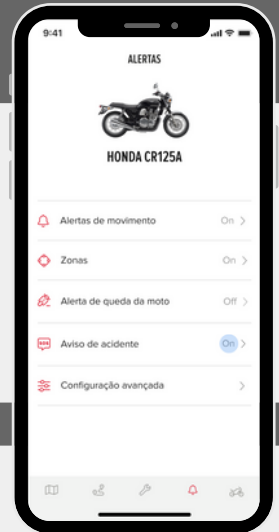 9:41
ALERTAS
HONDA CR125A
Alertas de movimento On
Zonas On
Alerta de queda da moto Off
SOS
Aviso de acidente On
Configuração avançada